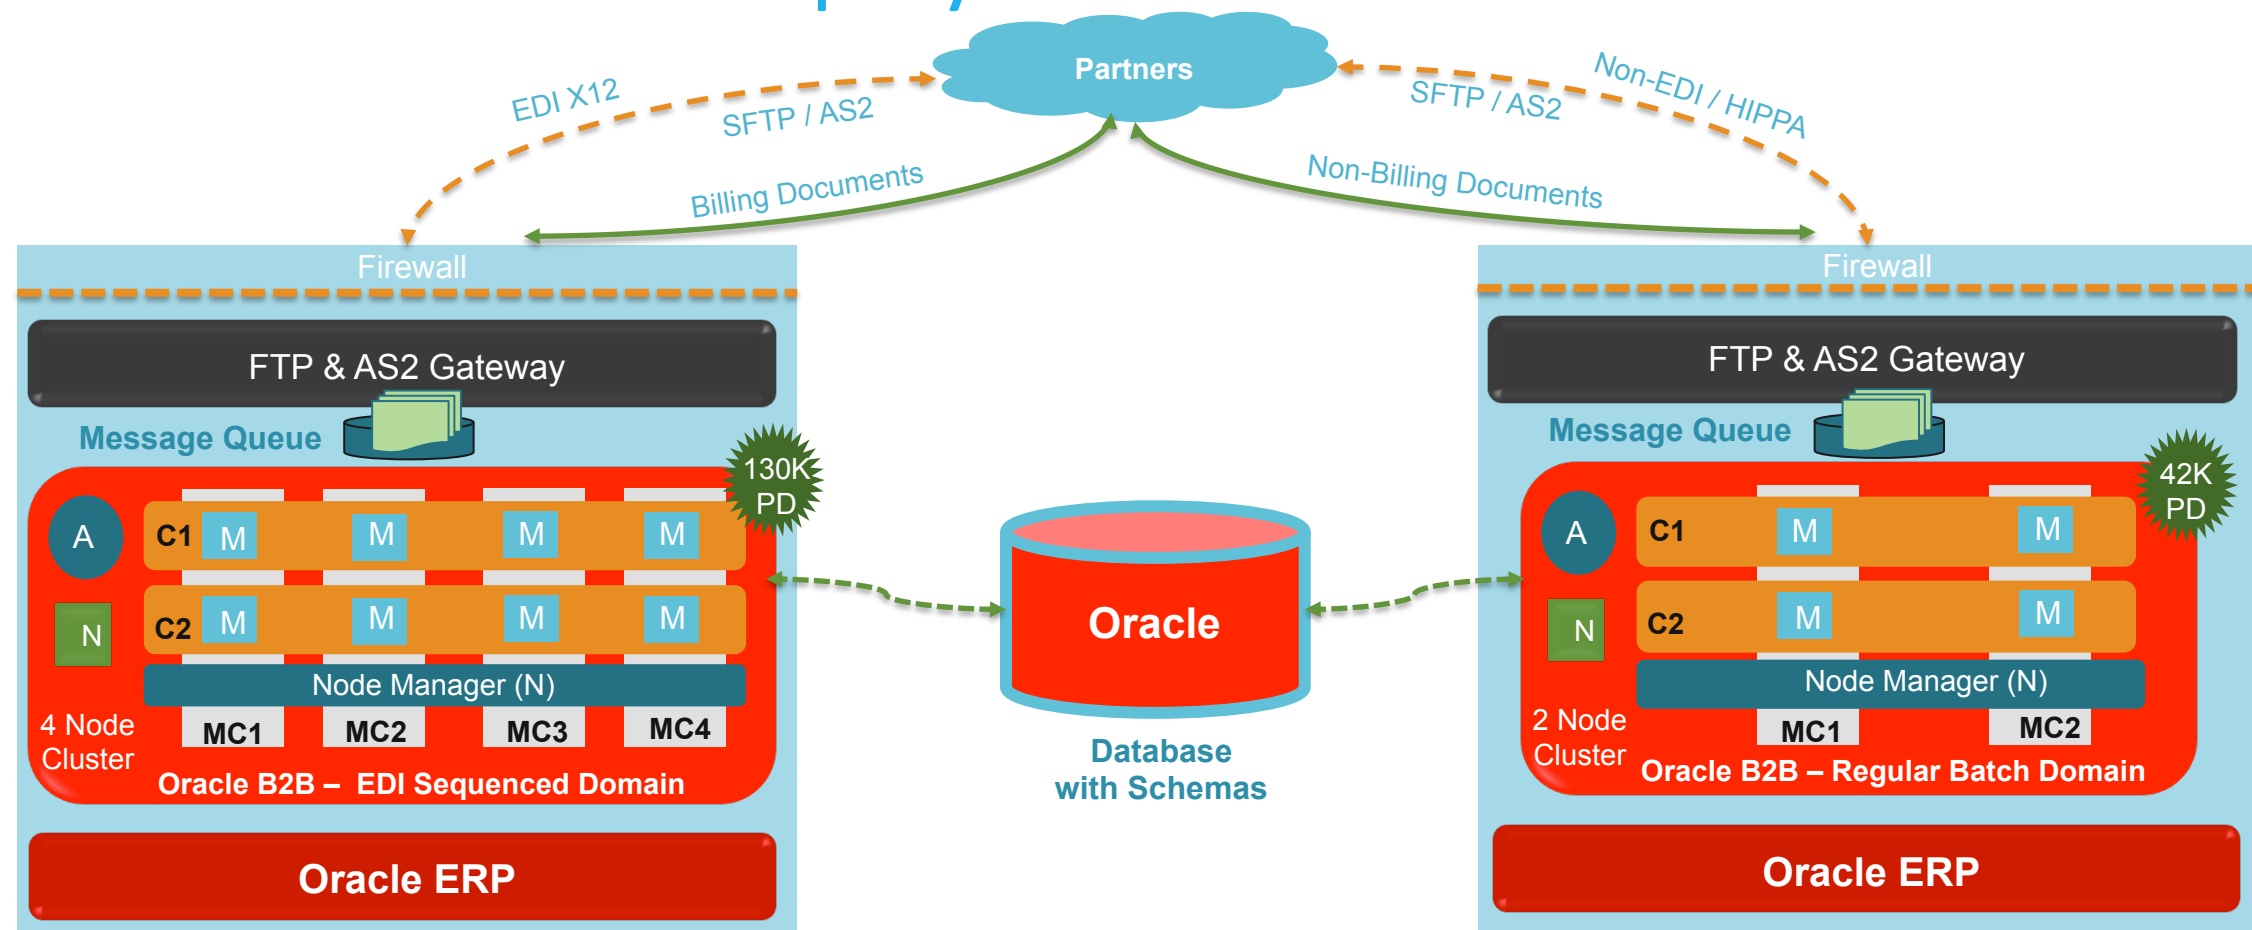 Partners
EDI X12
SFTP / AS2
Billing Documents
SFTP / AS2
Non-EDI / HIPPA
Non-Billing Documents
Firewall
FTP & AS2 Gateway
Message Queue
130K
PD
A
C1 M M M M
N
C2 M M M M
Node Manager (N)
4 Node
Cluster
MC1 MC2 MC3 MC4
Oracle B2B – EDI Sequenced Domain
Oracle ERP
Oracle
Database
with Schemas
Firewall
FTP & AS2 Gateway
Message Queue
42K
PD
A
C1 M M
N
C2 M M
Node Manager (N)
2 Node
Cluster
MC1 MC2
Oracle B2B – Regular Batch Domain
Oracle ERP